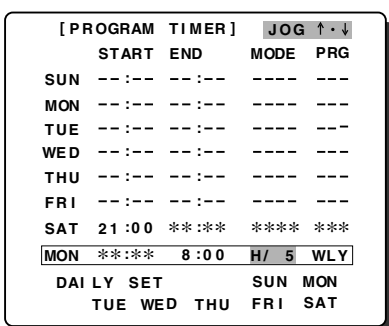 [PROGRAM TIMER] JOG ↑・↓
START END MODE PRG
SUN --:-- --:-- ---- ---
MON --:-- --:-- ---- ---
TUE --:-- --:-- ---- ---
WED --:-- --:-- ---- ---
THU --:-- --:-- ---- ---
FRI --:-- --:-- ---- ---
SAT 21:00 **:** **** ***
MON **:** 8:00 H/ 5 WLY
DAILY SET SUN MON
TUE WED THU FRI SAT